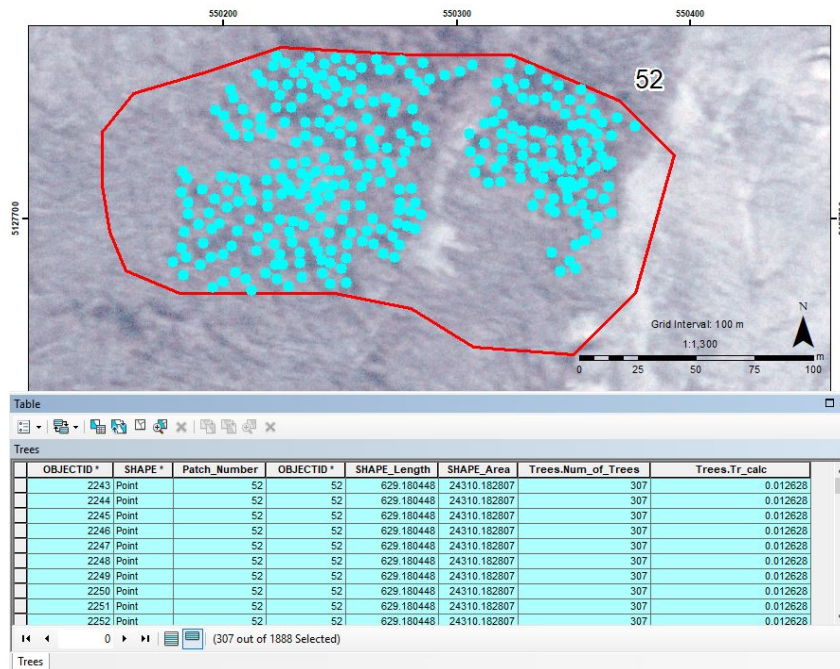 550200 550300 550400
52
5127700
N
Grid Interval: 100 m
1:1,300
m
0 25 50 75 100
Table
Trees
OBJECTID * SHAPE * Patch_Number OBJECTID * SHAPE_Length SHAPE_Area Trees.Num_of_Trees Trees.Tr_calc
2243 Point 52 52 629.180448 24310.182807 307 0.012628
2244 Point 52 52 629.180448 24310.182807 307 0.012628
2245 Point 52 52 629.180448 24310.182807 307 0.012628
2246 Point 52 52 629.180448 24310.182807 307 0.012628
2247 Point 52 52 629.180448 24310.182807 307 0.012628
2248 Point 52 52 629.180448 24310.182807 307 0.012628
2249 Point 52 52 629.180448 24310.182807 307 0.012628
2250 Point 52 52 629.180448 24310.182807 307 0.012628
2251 Point 52 52 629.180448 24310.182807 307 0.012628
2252 Point 52 52 629.180448 24310.182807 307 0.012628
0 (307 out of 1888 Selected)
Trees